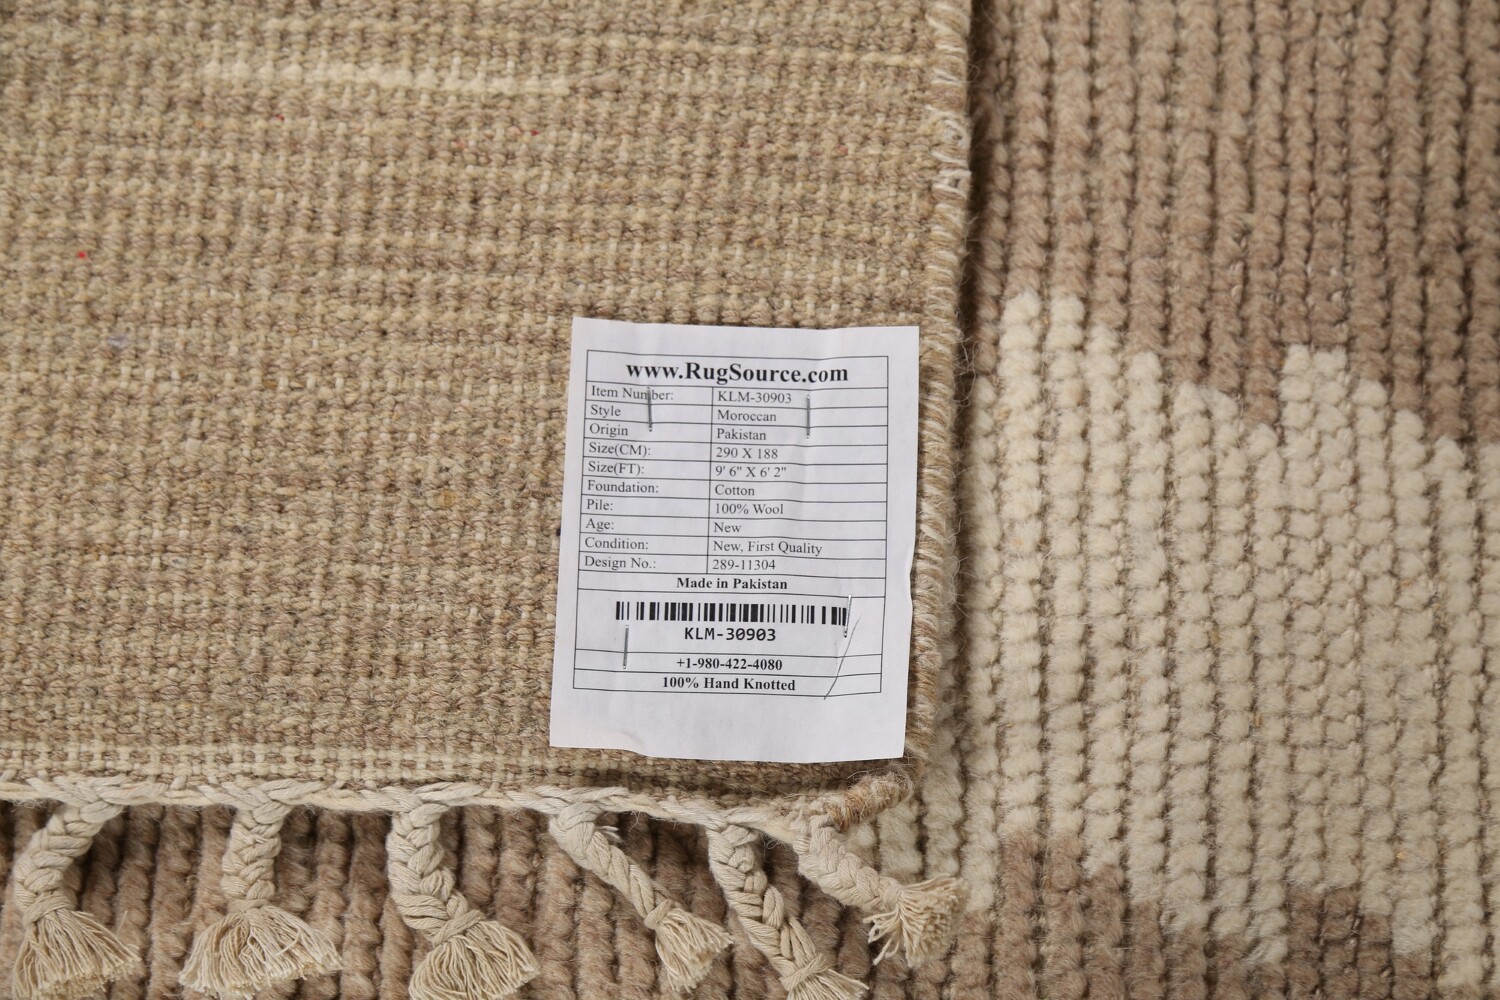 www.RugSource.com
Item Number: KLM-30903
Style Moroccan
Origin Pakistan
Size(CM): 290 X 188
Size(FT): 9' 6" X 6' 2"
Foundation: Cotton
Pile: 100% Wool
Age: New
Condition: New, First Quality
Design No.: 289-11304
Made in Pakistan
KLM-30903
+1-980-422-4080
100% Hand Knotted